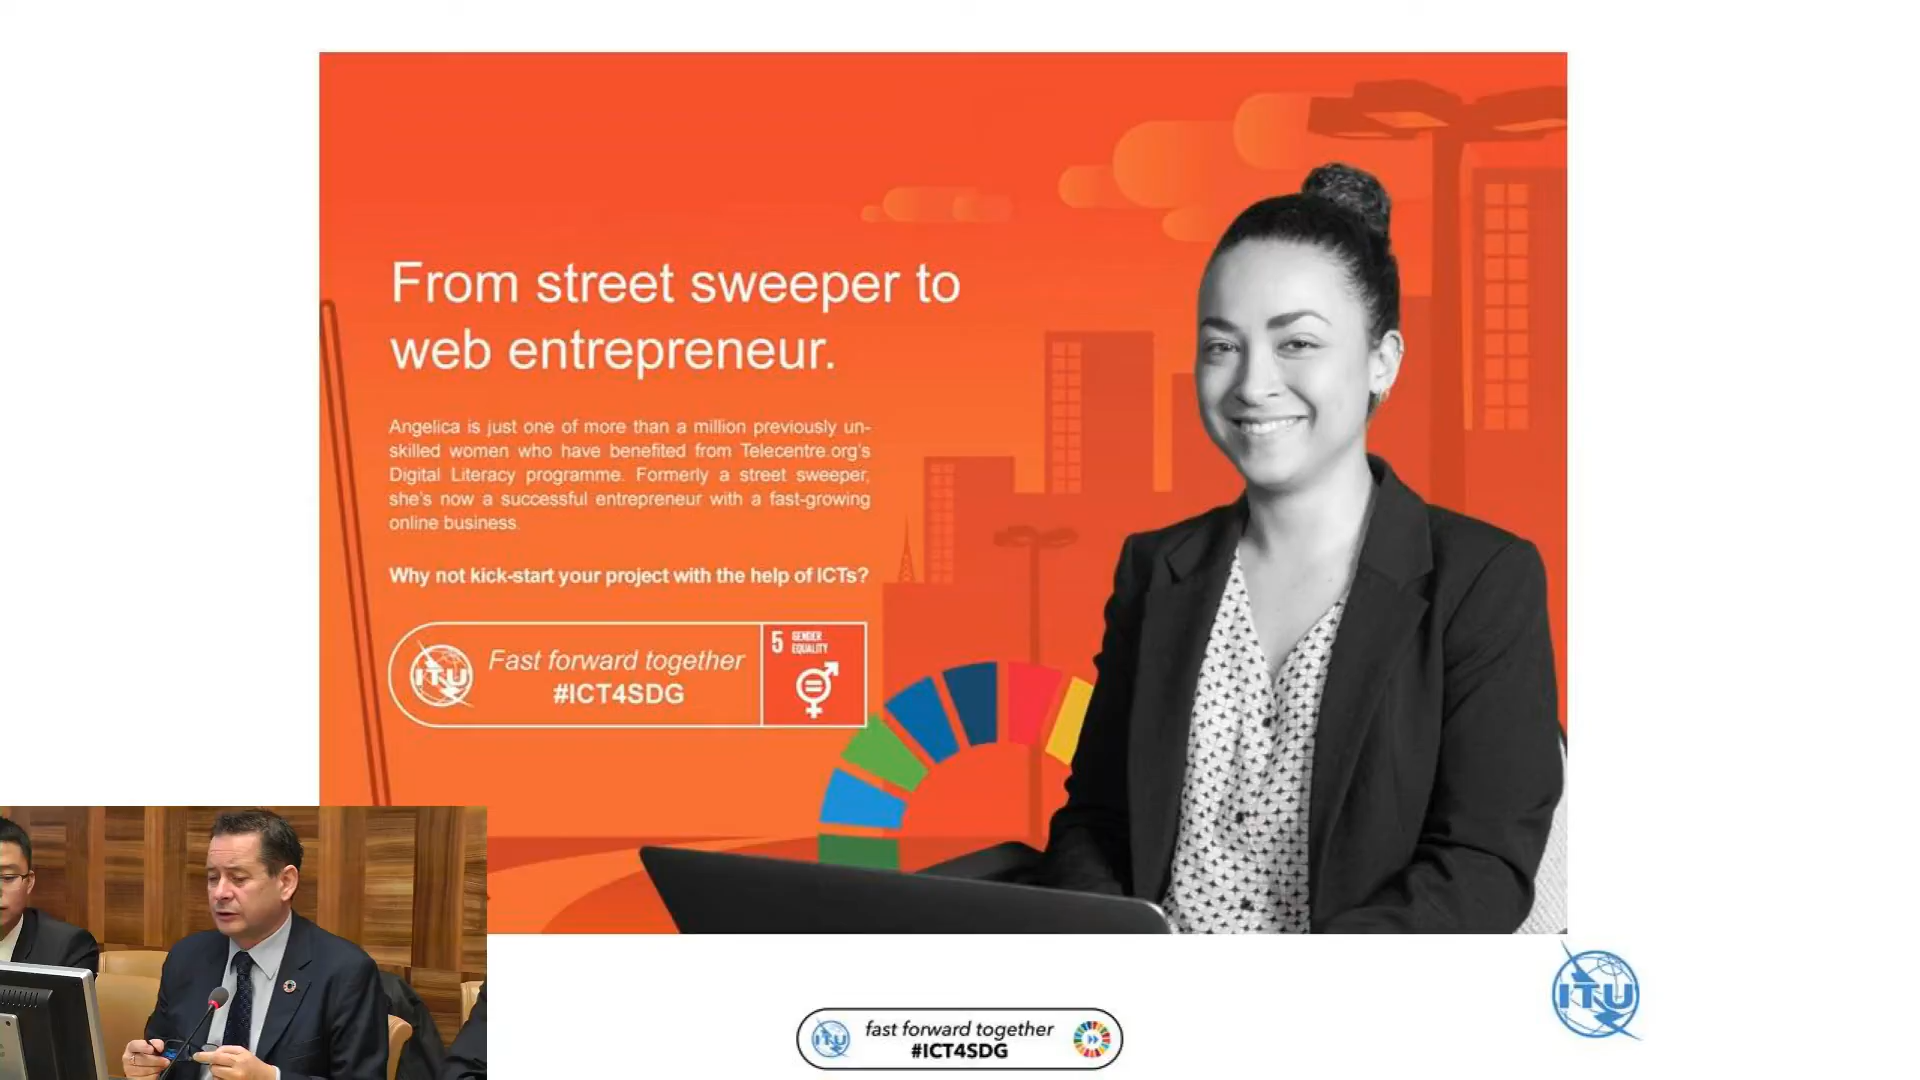 From street sweeper to
web entrepreneur.
Angelica is just one of more than a million previously un-
skilled women who have benefited from Telecentre.org's
Digital Literacy programme. Formerly a street sweeper,
she's now a successful entrepreneur with a fast-growing
online business.
Why not kick-start your project with the help of ICTs?
ITU
Fast forward together
#ICT4SDG
5 GENDER
EQUALITY
ITU
ITU
fast forward together
#ICT4SDG